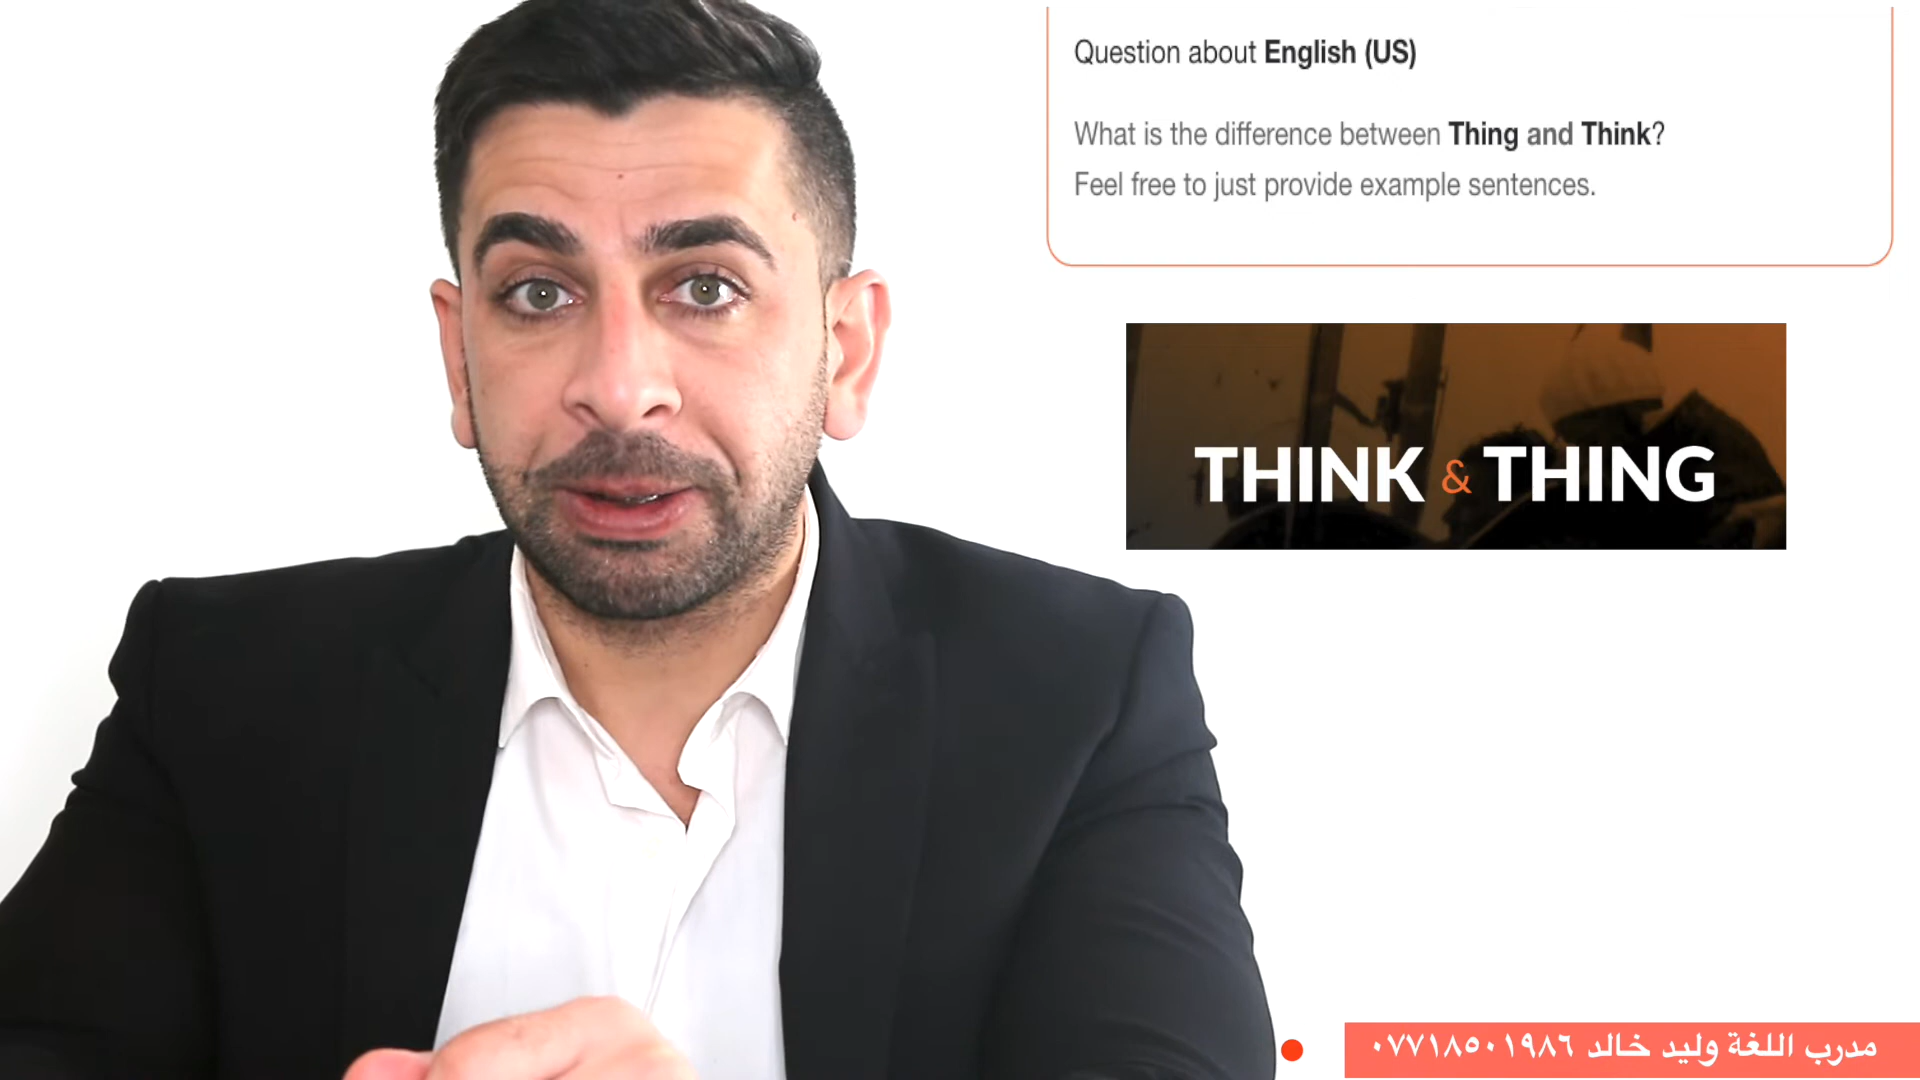 Question about English (US)
What is the difference between Thing and Think?
Feel free to just provide example sentences.
THINK & THING
مدرب اللغة وليد خالد ٠٧٧١٨٥٠١٩٨٦